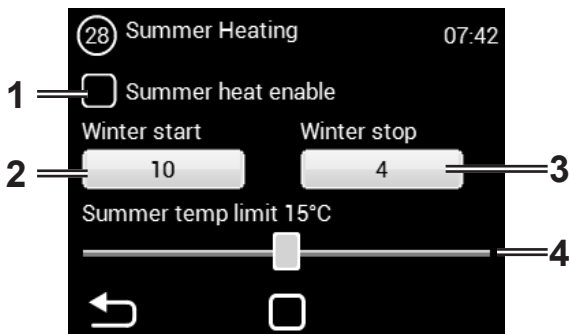 28 Summer Heating 07:42
1 Summer heat enable
Winter start Winter stop
2 10 4 3
Summer temp limit 15°C
4